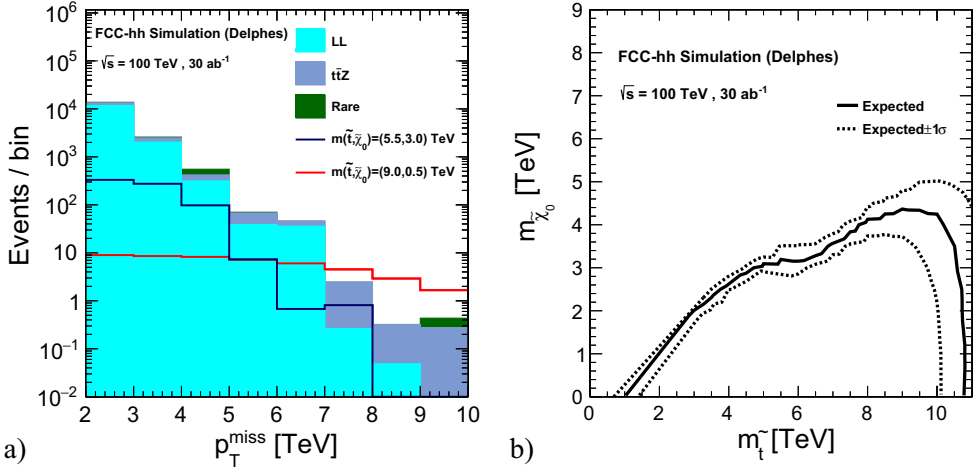 FCC-hh Simulation (Delphes)
√s = 100 TeV , 30 ab⁻¹
LL
tt̄Z
Rare
m(t̃,χ̃₀)=(5.5,3.0) TeV
m(t̃,χ̃₀)=(9.0,0.5) TeV
Events / bin
10⁶
10⁵
10⁴
10³
10²
10
1
10⁻¹
10⁻²
2 3 4 5 6 7 8 9 10
p_T^miss [TeV]
a)
FCC-hh Simulation (Delphes)
√s = 100 TeV , 30 ab⁻¹
Expected
Expected±1σ
m_χ̃₀ [TeV]
9
8
7
6
5
4
3
2
1
0
0 2 4 6 8 10
m_t̃ [TeV]
b)